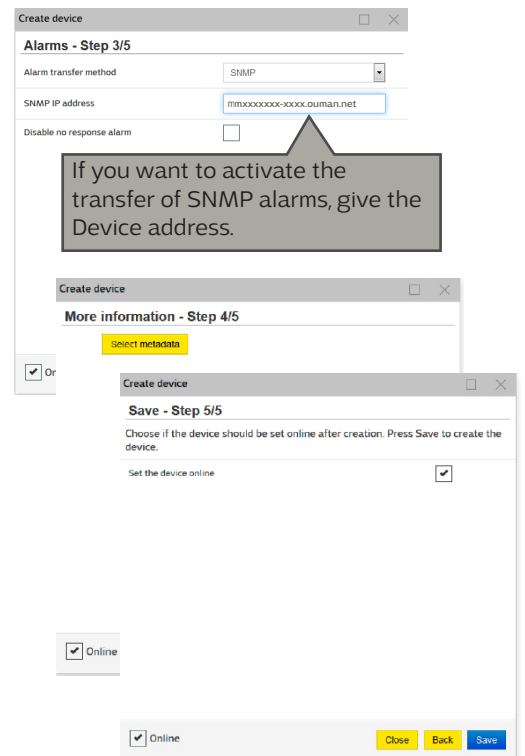 Create device
Alarms - Step 3/5
Alarm transfer method
SNMP
SNMP IP address
mmxxxxxxx-xxxx.ouman.net
Disable no response alarm
If you want to activate the
transfer of SNMP alarms, give the
Device address.
Create device
More information - Step 4/5
Select metadata
On
Create device
Save - Step 5/5
Choose if the device should be set online after creation. Press Save to create the
device.
Set the device online
Online
Online
Close Back Save